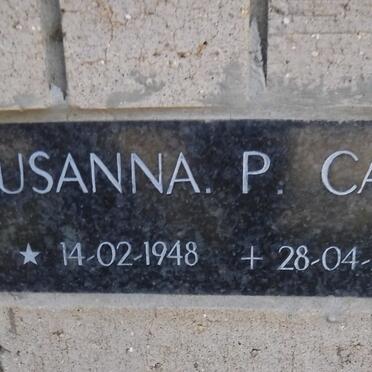 USANNA. P. CA
★ 14-02-1948 + 28-04-